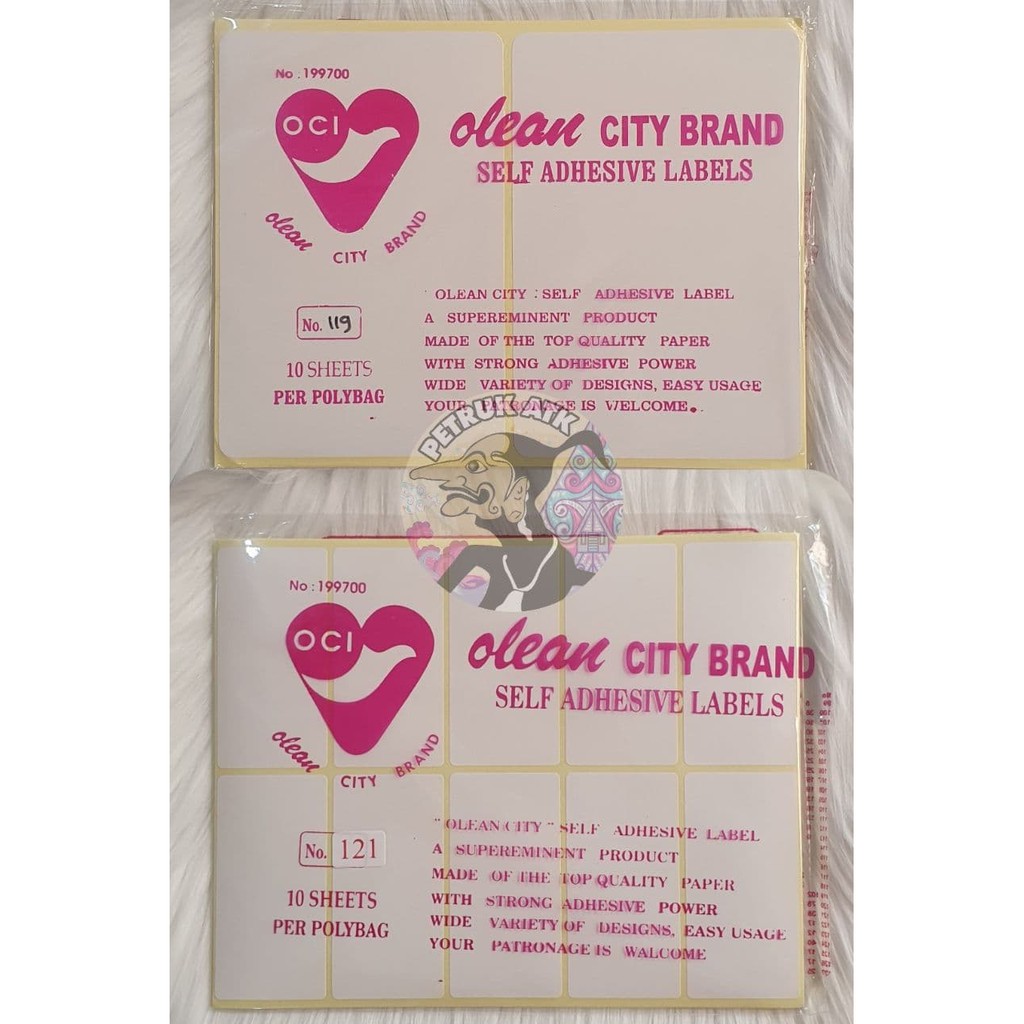 No : 199700
OCI
olean CITY BRAND
olean CITY BRAND
SELF ADHESIVE LABELS
No. 119
10 SHEETS
PER POLYBAG
" OLEAN CITY : SELF ADHESIVE LABEL
A SUPEREMINENT PRODUCT
MADE OF THE TOP QUALITY PAPER
WITH STRONG ADHESIVE POWER
WIDE VARIETY OF DESIGNS, EASY USAGE
YOUR PATRONAGE IS WELCOME.
PETRUK ATK
No : 199700
OCI
olean CITY BRAND
olean CITY BRAND
SELF ADHESIVE LABELS
No. 121
10 SHEETS
PER POLYBAG
" OLEAN CITY " SELF ADHESIVE LABEL
A SUPEREMINENT PRODUCT
MADE OF THE TOP QUALITY PAPER
WITH STRONG ADHESIVE POWER
WIDE VARIETY OF DESIGNS, EASY USAGE
YOUR PATRONAGE IS WALCOME